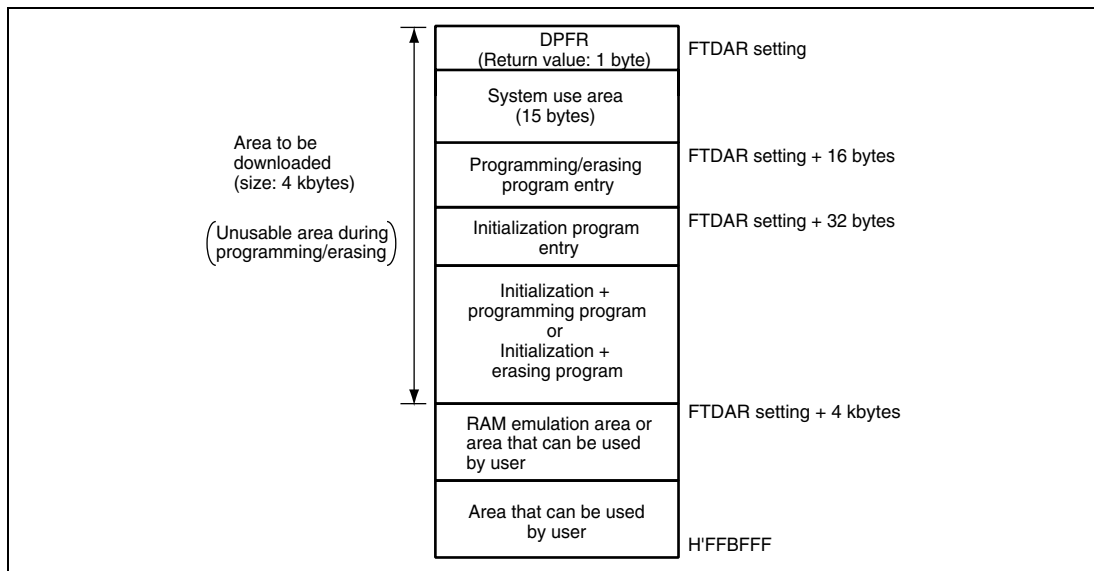 DPFR
(Return value: 1 byte)
FTDAR setting
System use area
(15 bytes)
Area to be
downloaded
(size: 4 kbytes)
(Unusable area during
programming/erasing)
FTDAR setting + 16 bytes
Programming/erasing
program entry
FTDAR setting + 32 bytes
Initialization program
entry
Initialization +
programming program
or
Initialization +
erasing program
FTDAR setting + 4 kbytes
RAM emulation area or
area that can be used
by user
Area that can be used
by user
H'FFBFFF